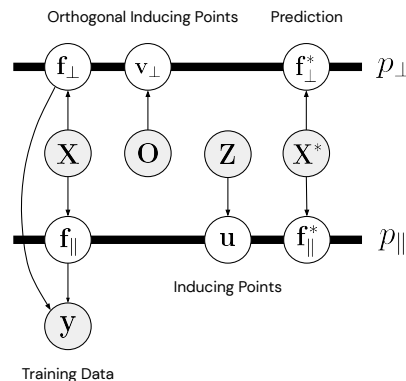 Orthogonal Inducing Points Prediction
f⊥ v⊥ f⊥* p⊥
X O Z X*
f∥ u f∥* p∥
Inducing Points
y
Training Data